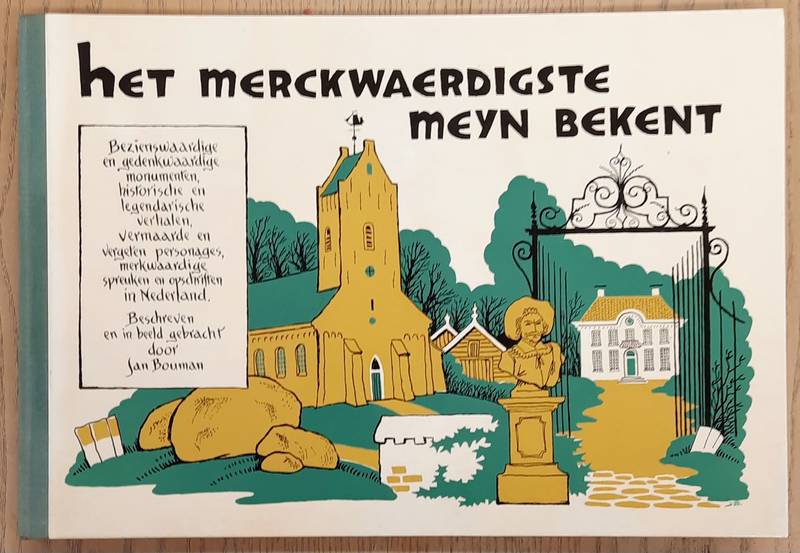 het merckwaerdigste
meyn bekent
Bezienswaardige
en gedenkwaardige
monumenten,
historische en
legendarische
verhalen,
vermaarde en
vergeten personages,
merkwaardige
spreuken en opschriften
in Nederland.
Beschreven
en in beeld gebracht
door
Jan Bouman